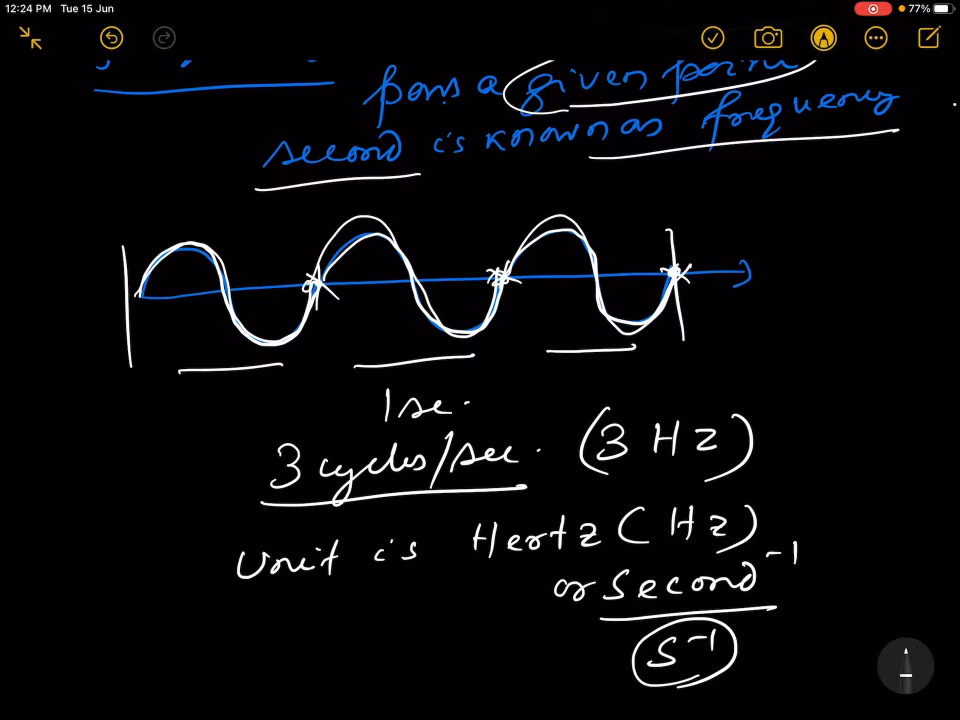 12:24 PM Tue 15 Jun
77%
pass a given point
second is known as frequency
1 sec.
3 cycles/sec. (3 Hz)
Unit is Hertz (Hz)
or second⁻¹
s⁻¹